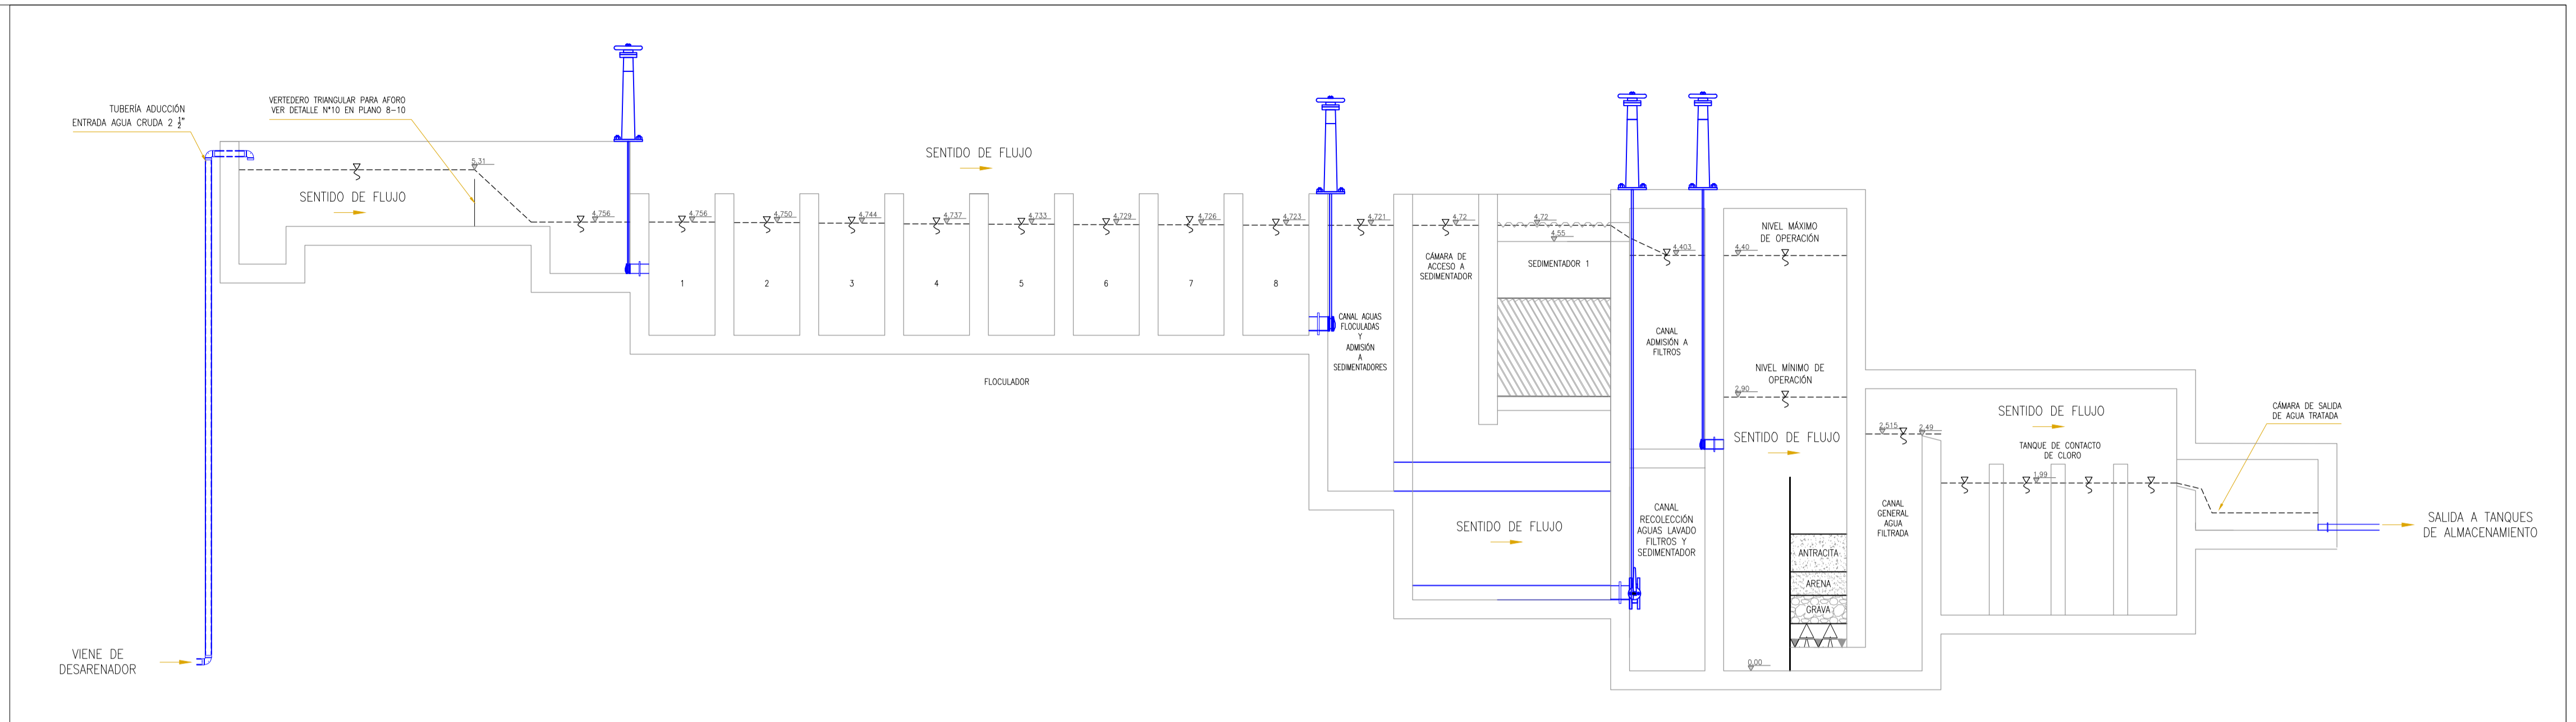 TUBERÍA ADUCCIÓN
ENTRADA AGUA CRUDA 2 1/2"
VERTEDERO TRIANGULAR PARA AFORO
VER DETALLE N°10 EN PLANO 8-10
SENTIDO DE FLUJO
5,31
SENTIDO DE FLUJO
4,756
4,756
4,750
4,744
4,737
4,733
4,729
4,726
4,723
4,721
4,72
4,72
4,55
4,403
4,40
1
2
3
4
5
6
7
8
FLOCULADOR
CANAL AGUAS
FLOCULADAS
Y
ADMISIÓN
A
SEDIMENTADORES
CÁMARA DE
ACCESO A
SEDIMENTADOR
SEDIMENTADOR 1
SENTIDO DE FLUJO
CANAL
ADMISIÓN A
FILTROS
CANAL
RECOLECCIÓN
AGUAS LAVADO
FILTROS Y
SEDIMENTADOR
NIVEL MÁXIMO
DE OPERACIÓN
NIVEL MÍNIMO DE
OPERACIÓN
2,90
SENTIDO DE FLUJO
ANTRACITA
ARENA
GRAVA
0,00
2,515
2,49
CANAL
GENERAL
AGUA
FILTRADA
SENTIDO DE FLUJO
TANQUE DE CONTACTO
DE CLORO
1,99
CÁMARA DE SALIDA
DE AGUA TRATADA
SALIDA A TANQUES
DE ALMACENAMIENTO
VIENE DE
DESARENADOR